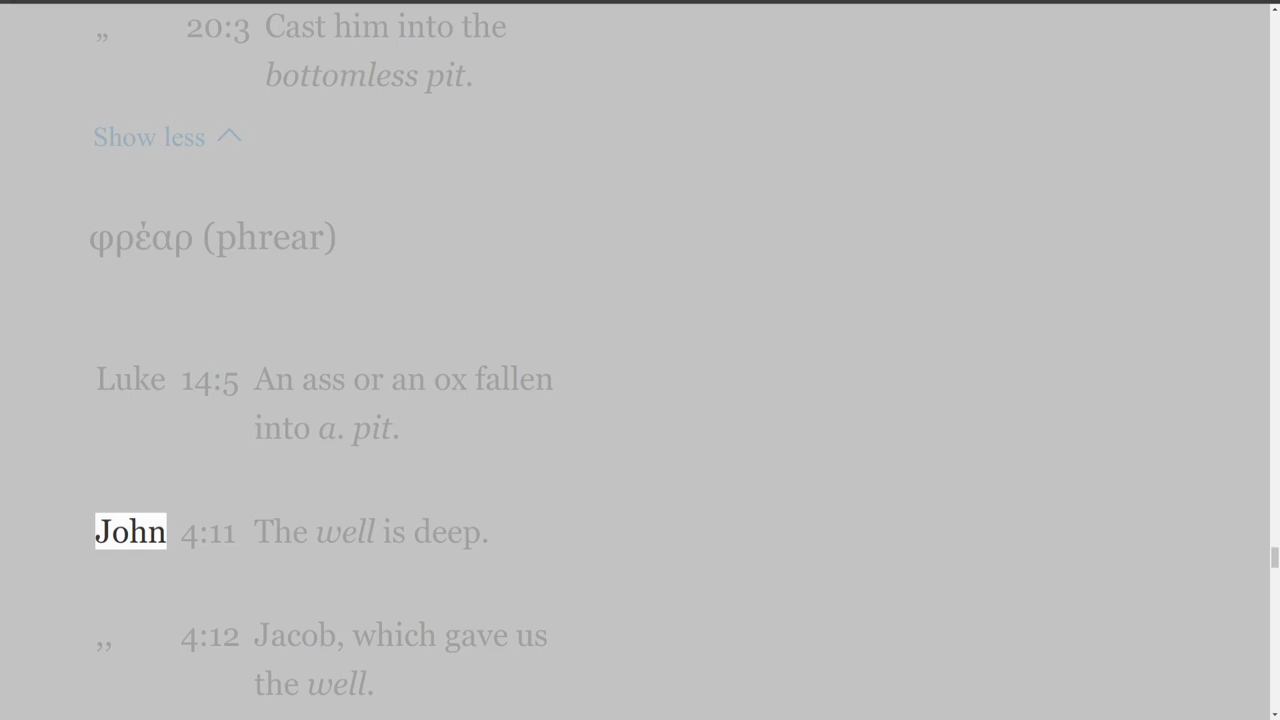 „ 20:3 Cast him into the
bottomless pit.
Show less
φρέαρ (phrear)
Luke 14:5 An ass or an ox fallen
into a. pit.
John 4:11 The well is deep.
,, 4:12 Jacob, which gave us
the well.